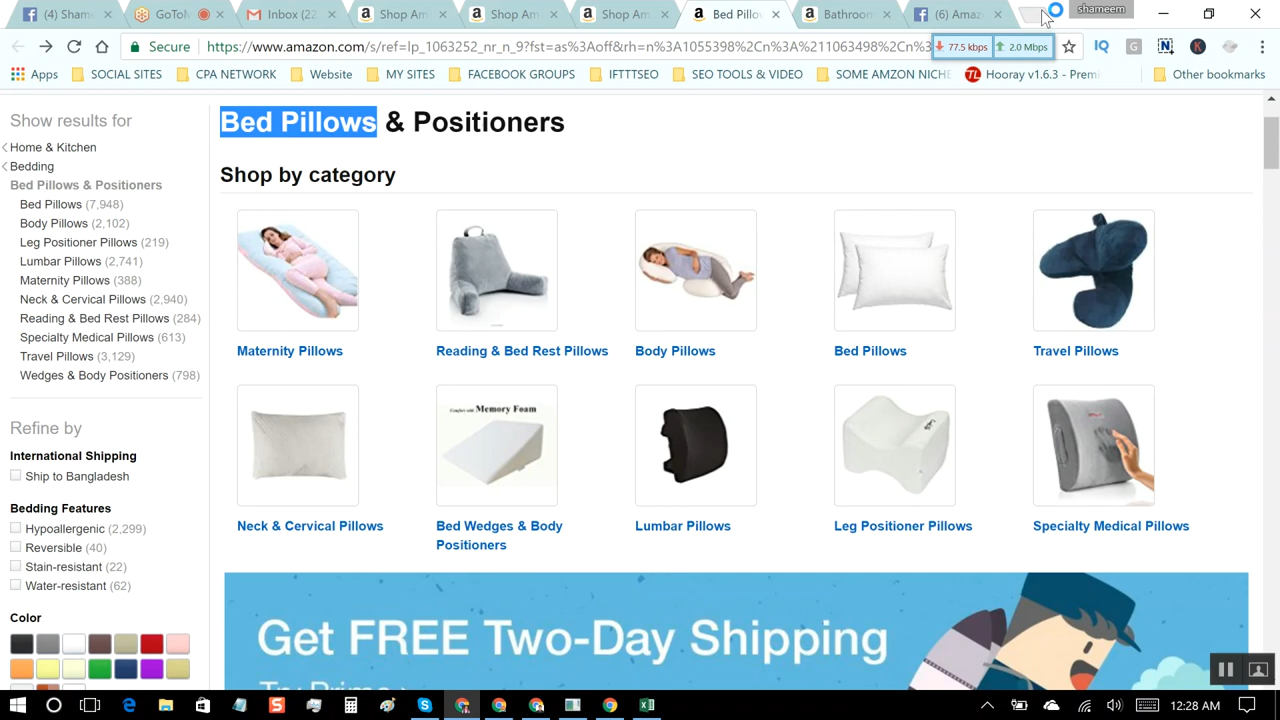 (4) Shame
GoToM
Inbox (22
Shop Am
Shop Am
Shop Am
Bed Pillow
Bathroom
(6) Amaz
shameem
Secure
https://www.amazon.com/s/ref=lp_1063252_nr_n_9?fst=as%3Aoff&rh=n%3A1055398%2Cn%3A%211063498%2Cn%3
77.5 kbps
2.0 Mbps
Apps
SOCIAL SITES
CPA NETWORK
Website
MY SITES
FACEBOOK GROUPS
IFTTTSEO
SEO TOOLS & VIDEO
SOME AMZON NICHE
Hooray v1.6.3 - Premi
Other bookmarks
Show results for
Home & Kitchen
Bedding
Bed Pillows & Positioners
Bed Pillows (7,948)
Body Pillows (2,102)
Leg Positioner Pillows (219)
Lumbar Pillows (2,741)
Maternity Pillows (388)
Neck & Cervical Pillows (2,940)
Reading & Bed Rest Pillows (284)
Specialty Medical Pillows (613)
Travel Pillows (3,129)
Wedges & Body Positioners (798)
Refine by
International Shipping
Ship to Bangladesh
Bedding Features
Hypoallergenic (2,299)
Reversible (40)
Stain-resistant (22)
Water-resistant (62)
Color
Bed Pillows & Positioners
Shop by category
Maternity Pillows
Reading & Bed Rest Pillows
Body Pillows
Bed Pillows
Travel Pillows
Memory Foam
Neck & Cervical Pillows
Bed Wedges & Body
Positioners
Lumbar Pillows
Leg Positioner Pillows
Specialty Medical Pillows
Get FREE Two-Day Shipping
Try Prime
12:28 AM